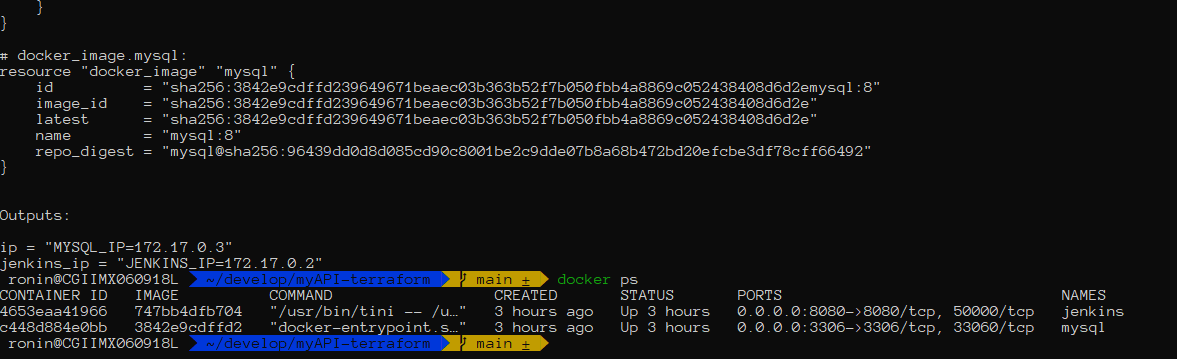 }
}

# docker_image.mysql:
resource "docker_image" "mysql" {
    id          = "sha256:3842e9cdffd239649671beaec03b363b52f7b050fbb4a8869c052438408d6d2emysql:8"
    image_id    = "sha256:3842e9cdffd239649671beaec03b363b52f7b050fbb4a8869c052438408d6d2e"
    latest      = "sha256:3842e9cdffd239649671beaec03b363b52f7b050fbb4a8869c052438408d6d2e"
    name        = "mysql:8"
    repo_digest = "mysql@sha256:96439dd0d8d085cd90c8001be2c9dde07b8a68b472bd20efcbe3df78cff66492"
}

Outputs:

ip = "MYSQL_IP=172.17.0.3"
jenkins_ip = "JENKINS_IP=172.17.0.2"
ronin@CGIIMX060918L ~/develop/myAPI-terraform main ± docker ps
CONTAINER ID   IMAGE          COMMAND                  CREATED       STATUS       PORTS                               NAMES
4653eaa41966   747bb4dfb704   "/usr/bin/tini -- /u…"   3 hours ago   Up 3 hours   0.0.0.0:8080->8080/tcp, 50000/tcp   jenkins
c448d884e0bb   3842e9cdffd2   "docker-entrypoint.s…"   3 hours ago   Up 3 hours   0.0.0.0:3306->3306/tcp, 33060/tcp   mysql
ronin@CGIIMX060918L ~/develop/myAPI-terraform main ±